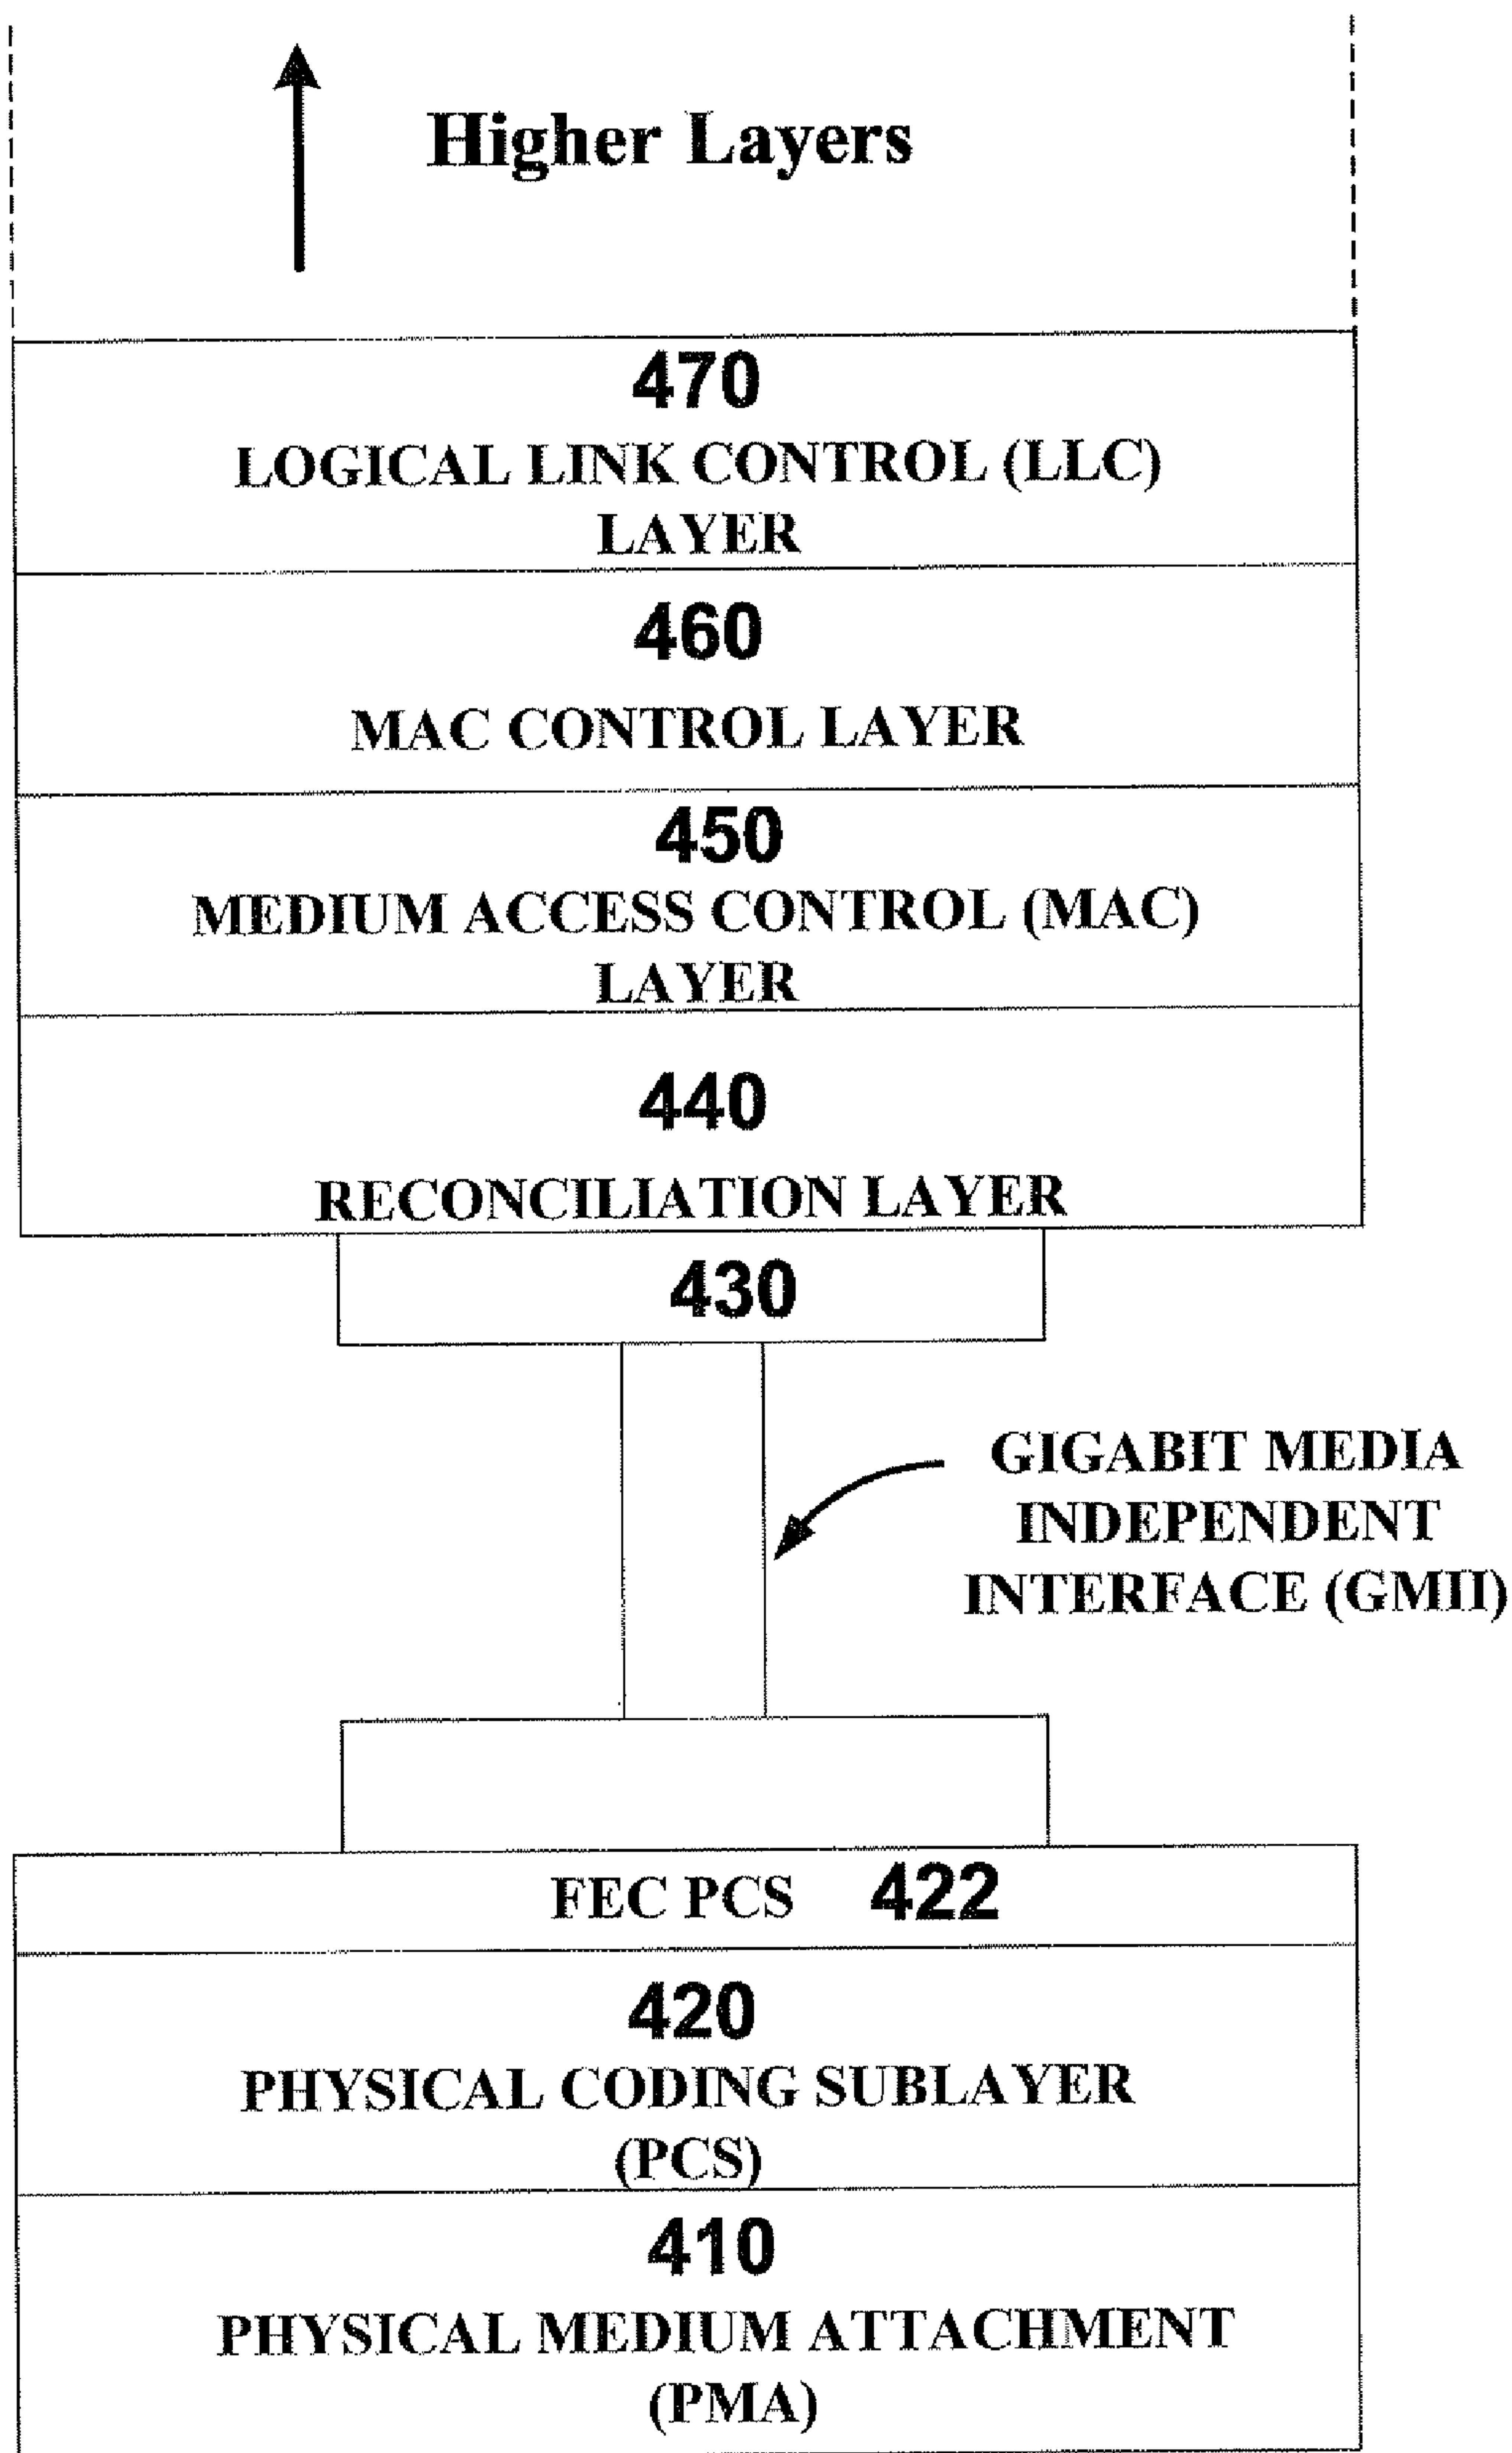 Higher Layers
470
LOGICAL LINK CONTROL (LLC)
LAYER
460
MAC CONTROL LAYER
450
MEDIUM ACCESS CONTROL (MAC)
LAYER
440
RECONCILIATION LAYER
430
GIGABIT MEDIA
INDEPENDENT
INTERFACE (GMII)
FEC PCS 422
420
PHYSICAL CODING SUBLAYER
(PCS)
410
PHYSICAL MEDIUM ATTACHMENT
(PMA)